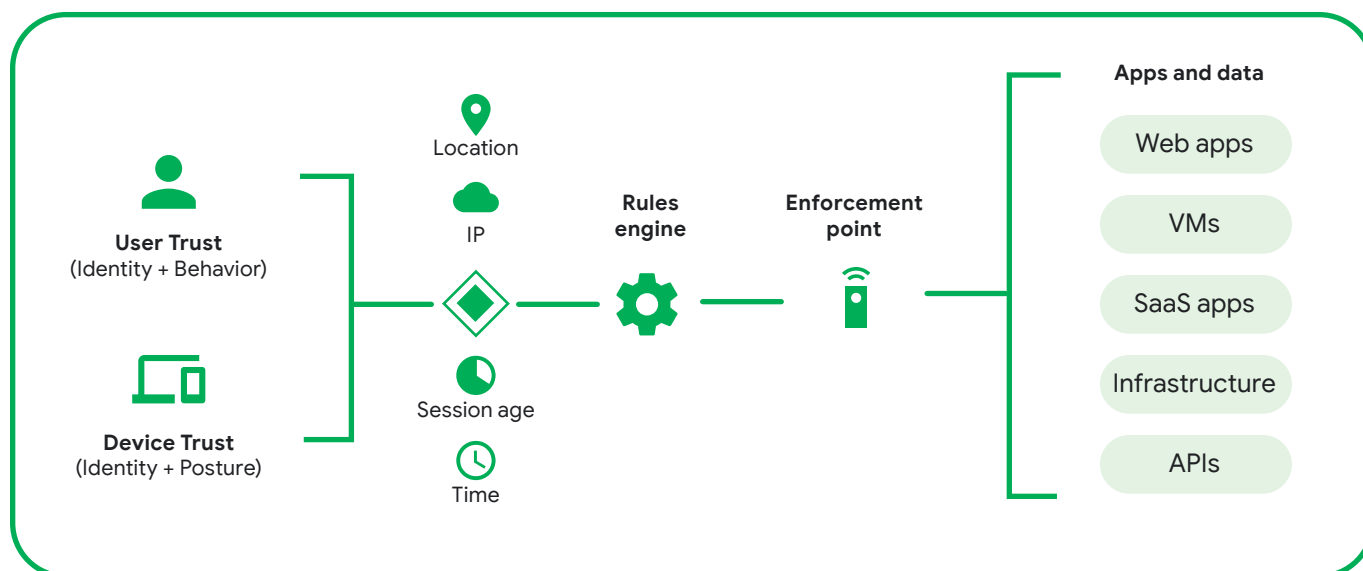 User Trust
(Identity + Behavior)
Device Trust
(Identity + Posture)
Location
IP
Session age
Time
Rules
engine
Enforcement
point
Apps and data
Web apps
VMs
SaaS apps
Infrastructure
APIs